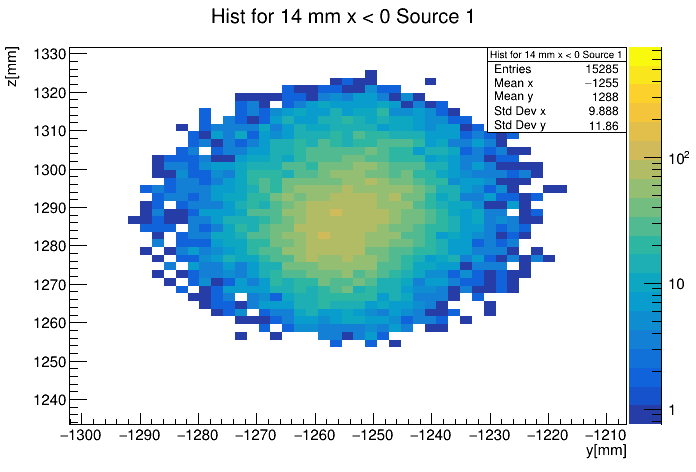 Hist for 14 mm x < 0 Source 1
z[mm]
1330
1320
1310
1300
1290
1280
1270
1260
1250
1240
Hist for 14 mm x < 0 Source 1
Entries 15285
Mean x −1255
Mean y 1288
Std Dev x 9.888
Std Dev y 11.86
10²
10
1
−1300 −1290 −1280 −1270 −1260 −1250 −1240 −1230 −1220 −1210
y[mm]